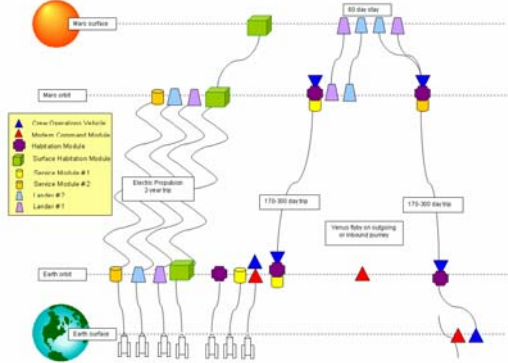 Mars surface
60 day stay
Mars orbit
Crew Operations Vehicle
Modern Command Module
Habitation Module
Surface Habitation Module
Service Module #1
Service Module #2
Lander #2
Lander #1
Electric Propulsion
2-year trip
170-300 day trip
170-300 day trip
Venus flyby on outgoing
or inbound journey
Earth orbit
Earth surface